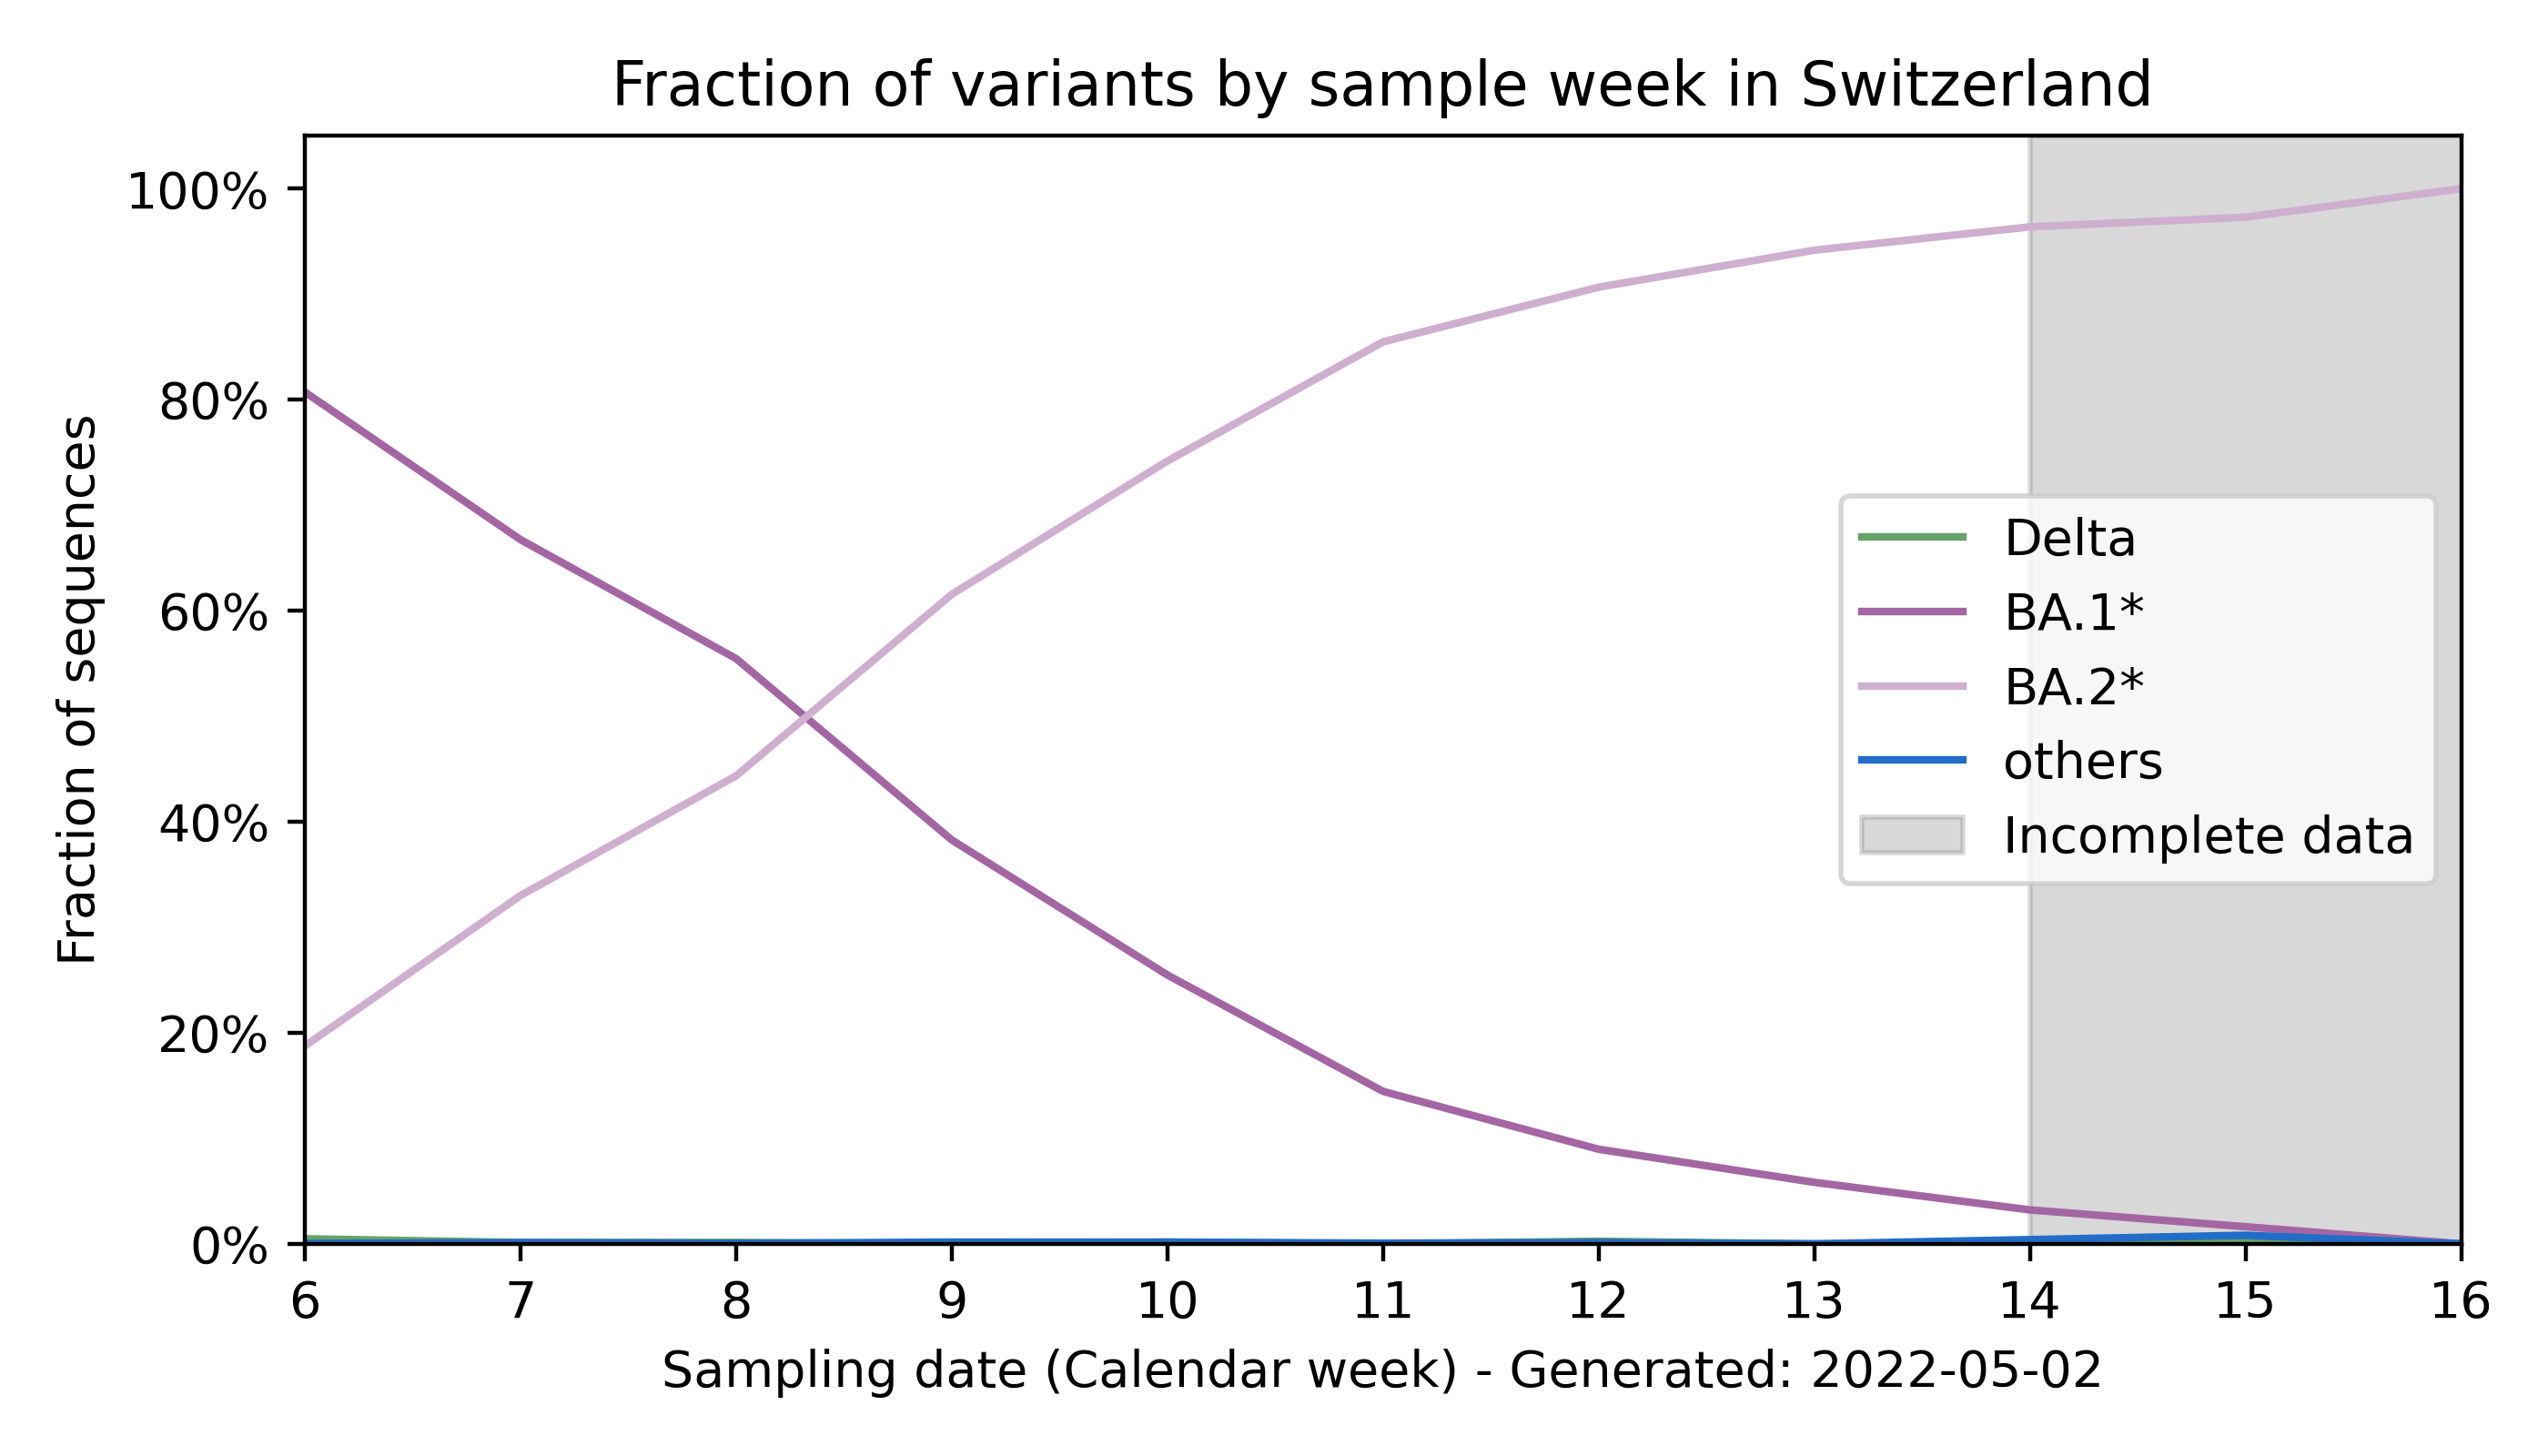 Fraction of variants by sample week in Switzerland
100%
80%
60%
40%
20%
0%
Fraction of sequences
Delta
BA.1*
BA.2*
others
Incomplete data
6 7 8 9 10 11 12 13 14 15 16
Sampling date (Calendar week) - Generated: 2022-05-02